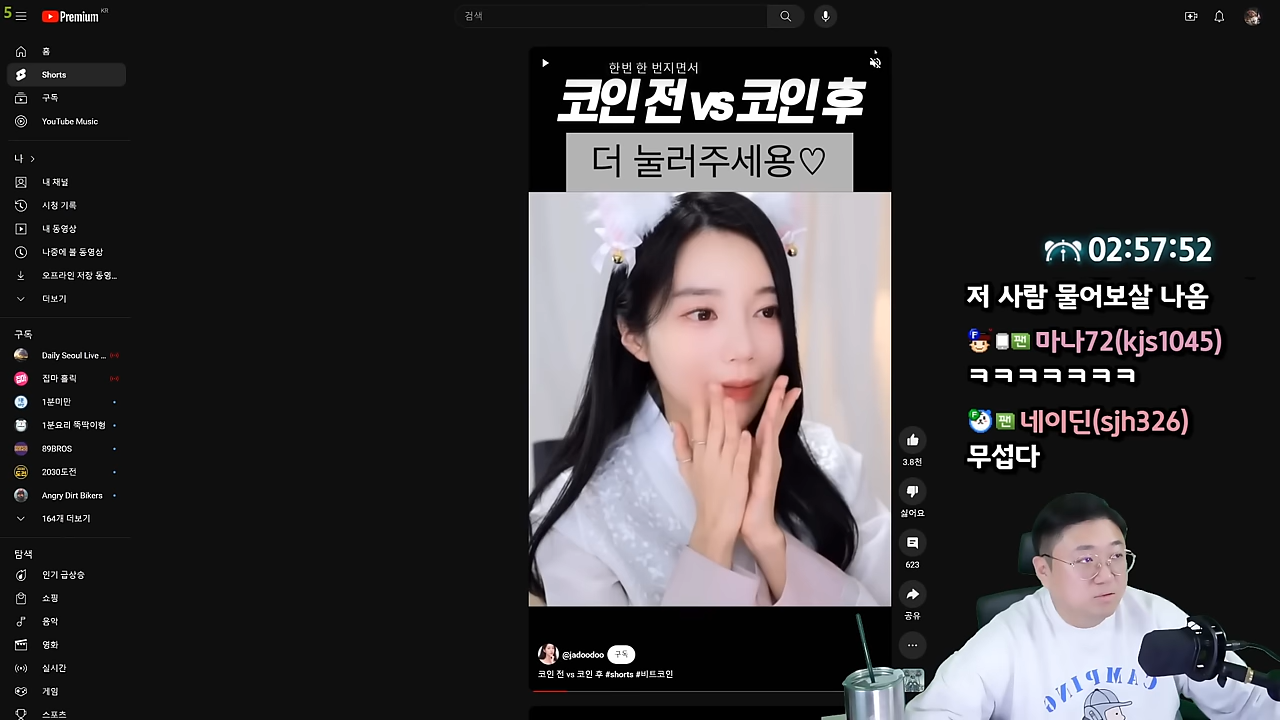 5
Premium KR
검색
홈
Shorts
구독
YouTube Music
나
내 채널
시청 기록
내 동영상
나중에 볼 동영상
오프라인 저장 동영...
더보기
구독
Daily Seoul Live ...
집마 홀릭
1분미만
1분요리 뚝딱이형
89BROS
2030도전
Angry Dirt Bikers
164개 더보기
탐색
인기 급상승
쇼핑
음악
영화
실시간
게임
스포츠
한번 한 번지면서
코인 전 vs 코인 후
더 눌러주세용♡
3.8천
싫어요
623
공유
@jadoodoo 구독
코인 전 vs 코인 후 #shorts #비트코인
02:57:52
저 사람 물어보살 나옴
F 팬 마나72(kjs1045)
ㅋㅋㅋㅋㅋㅋㅋ
F 팬 네이딘(sjh326)
무섭다
CAMPING